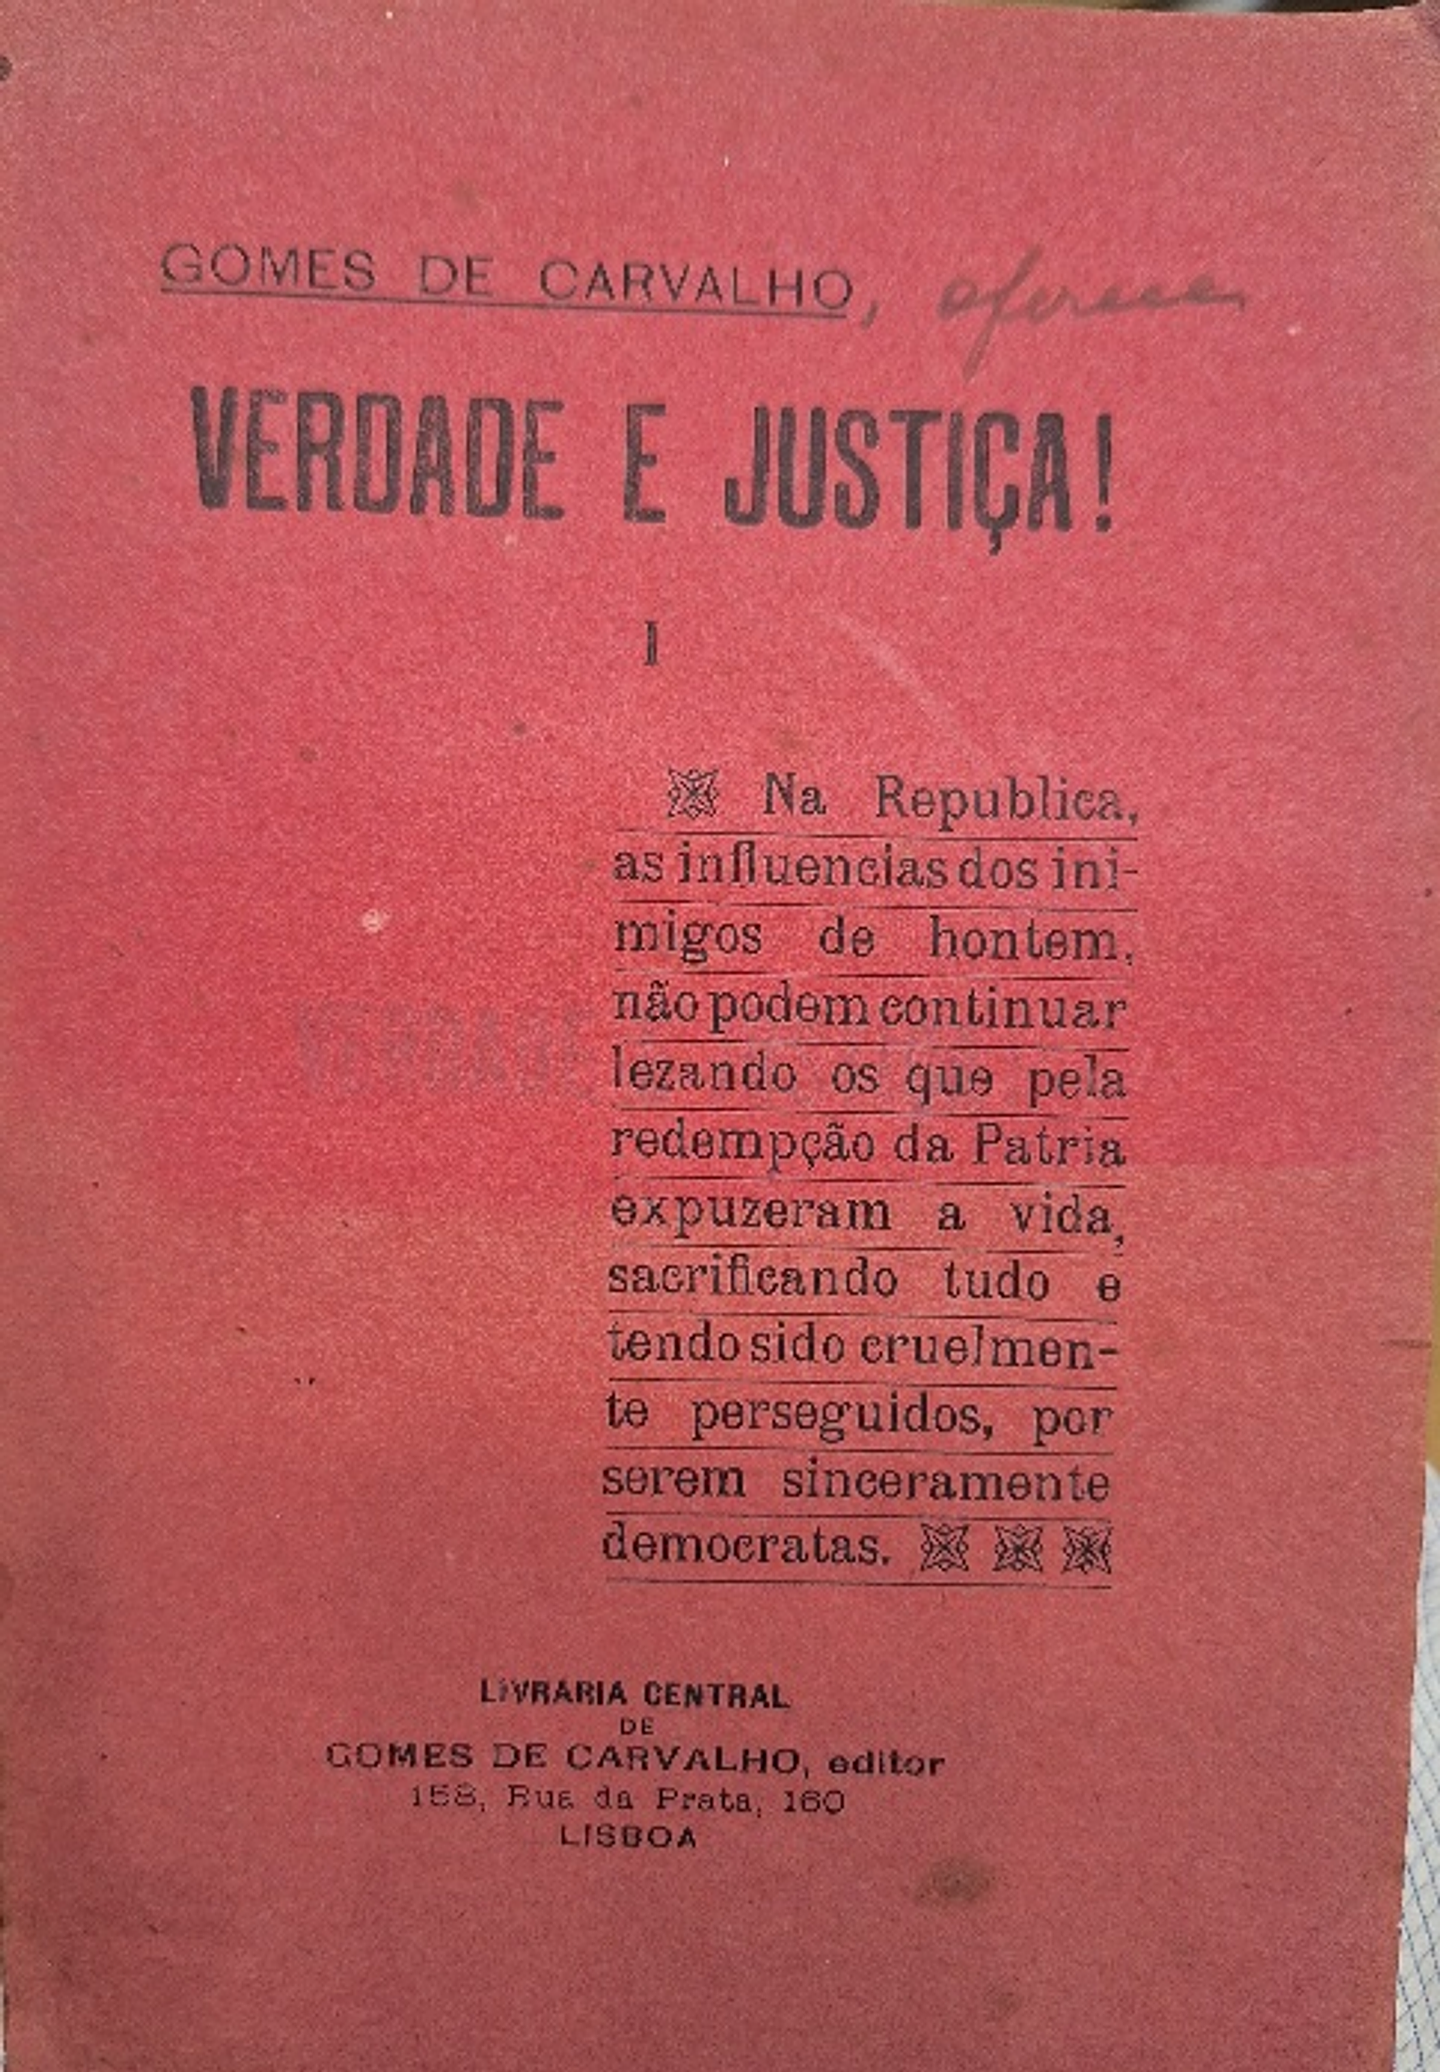 GOMES DE CARVALHO, oferece
VERDADE E JUSTIÇA!
I
Na Republica,
as influencias dos ini-
migos de hontem,
não podem continuar
lezando os que pela
redempção da Patria
expuzeram a vida,
sacrificando tudo e
tendo sido cruelmen-
te perseguidos, por
serem sinceramente
democratas.
LIVRARIA CENTRAL
DE
GOMES DE CARVALHO, editor
158, Rua da Prata, 160
LISBOA